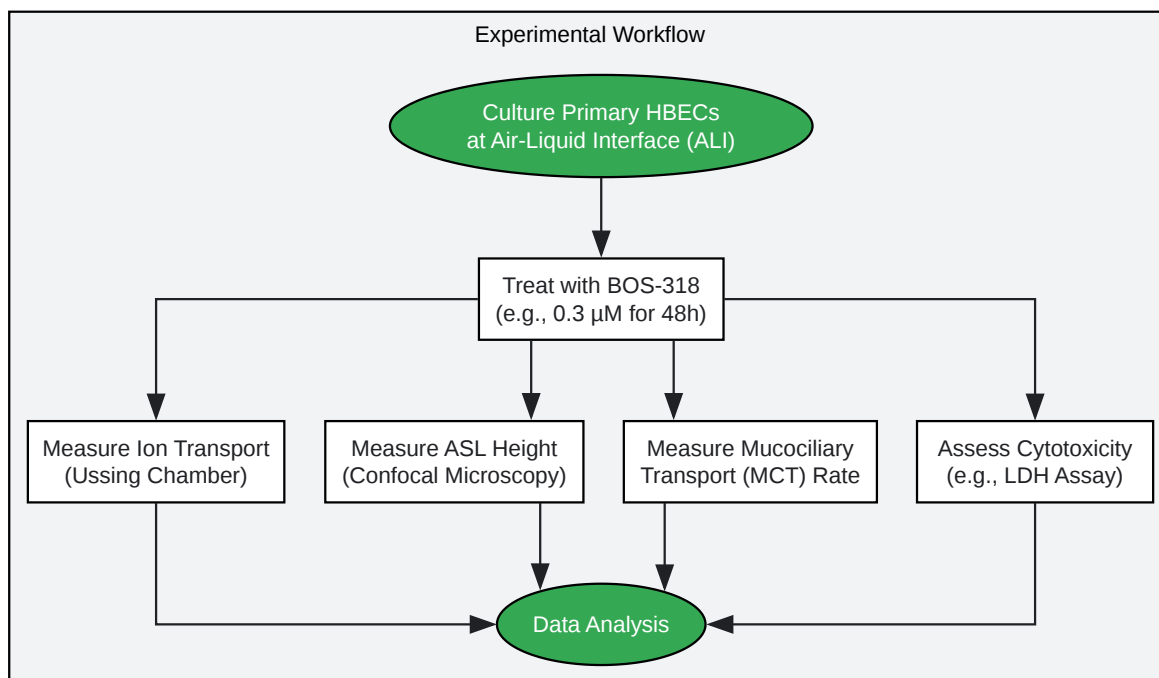 Experimental Workflow
Culture Primary HBECs
at Air-Liquid Interface (ALI)
Treat with BOS-318
(e.g., 0.3 µM for 48h)
Measure Ion Transport
(Ussing Chamber)
Measure ASL Height
(Confocal Microscopy)
Measure Mucociliary
Transport (MCT) Rate
Assess Cytotoxicity
(e.g., LDH Assay)
Data Analysis